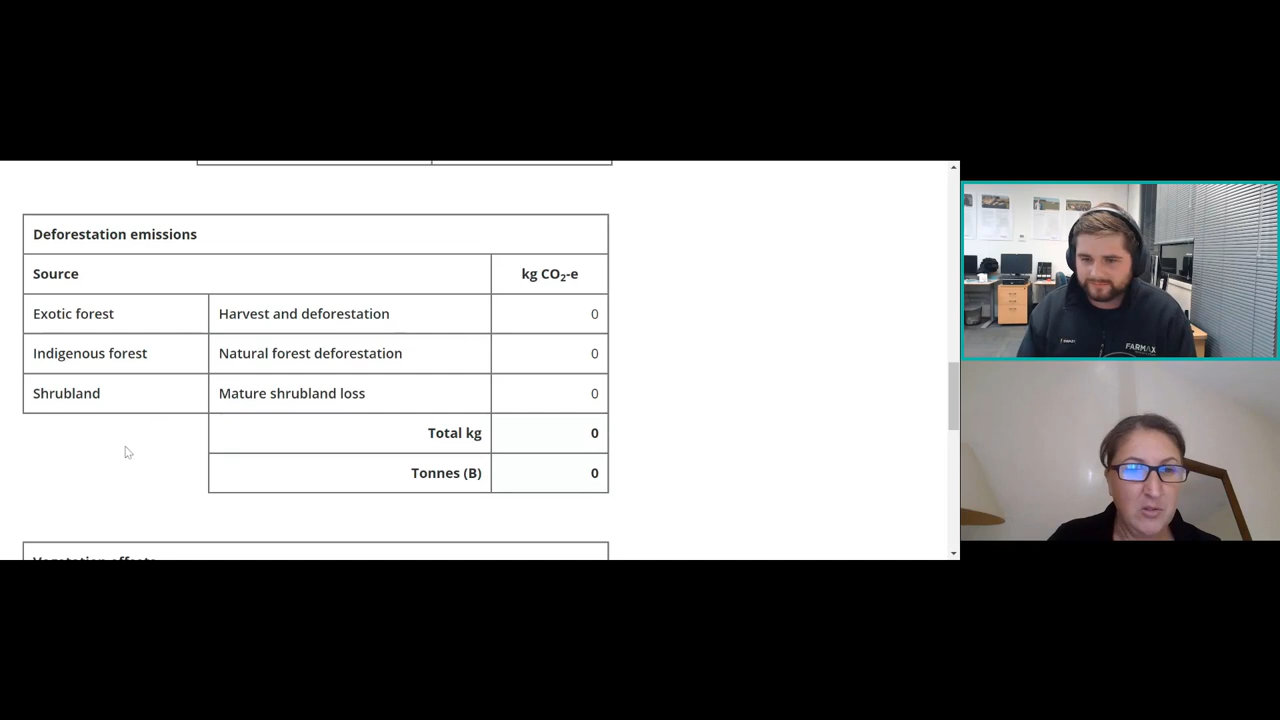 Deforestation emissions
Source kg CO₂-e
Exotic forest Harvest and deforestation 0
Indigenous forest Natural forest deforestation 0
Shrubland Mature shrubland loss 0
Total kg 0
Tonnes (B) 0
FARMAX